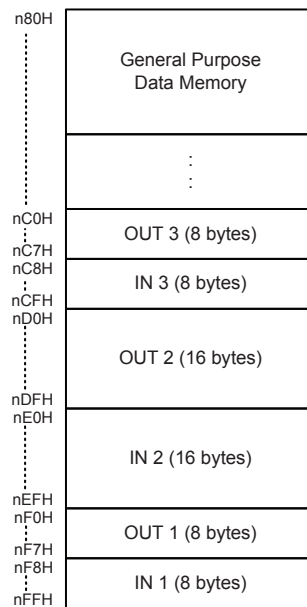 n80H
General Purpose
Data Memory
:
:
nC0H
OUT 3 (8 bytes)
nC7H
nC8H
IN 3 (8 bytes)
nCFH
nD0H
OUT 2 (16 bytes)
nDFH
nE0H
IN 2 (16 bytes)
nEFH
nF0H
OUT 1 (8 bytes)
nF7H
nF8H
IN 1 (8 bytes)
nFFH